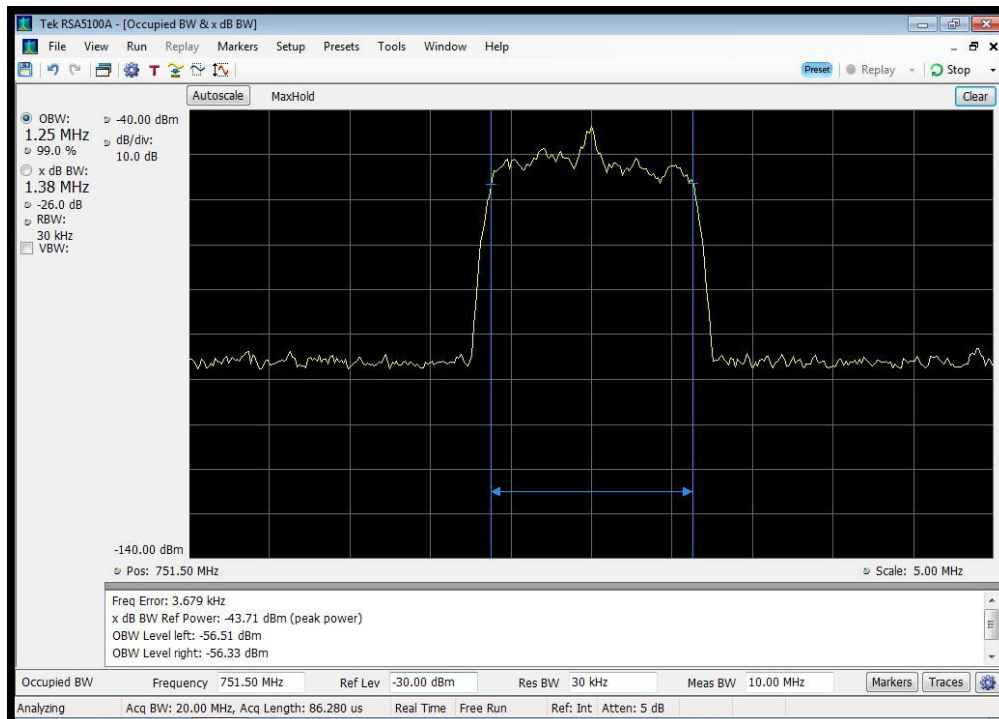 Tek RSA5100A - [Occupied BW & x dB BW]
File View Run Replay Markers Setup Presets Tools Window Help
T Preset Replay Stop
Autoscale MaxHold Clear
OBW:
1.25 MHz
99.0 %
x dB BW:
1.38 MHz
-26.0 dB
RBW:
30 kHz
VBW:
-40.00 dBm
dB/div:
10.0 dB
-140.00 dBm
Pos: 751.50 MHz Scale: 5.00 MHz
Freq Error: 3.679 kHz
x dB BW Ref Power: -43.71 dBm (peak power)
OBW Level left: -56.51 dBm
OBW Level right: -56.33 dBm
Occupied BW Frequency 751.50 MHz Ref Lev -30.00 dBm Res BW 30 kHz Meas BW 10.00 MHz Markers Traces
Analyzing Acq BW: 20.00 MHz, Acq Length: 86.280 us Real Time Free Run Ref: Int Atten: 5 dB